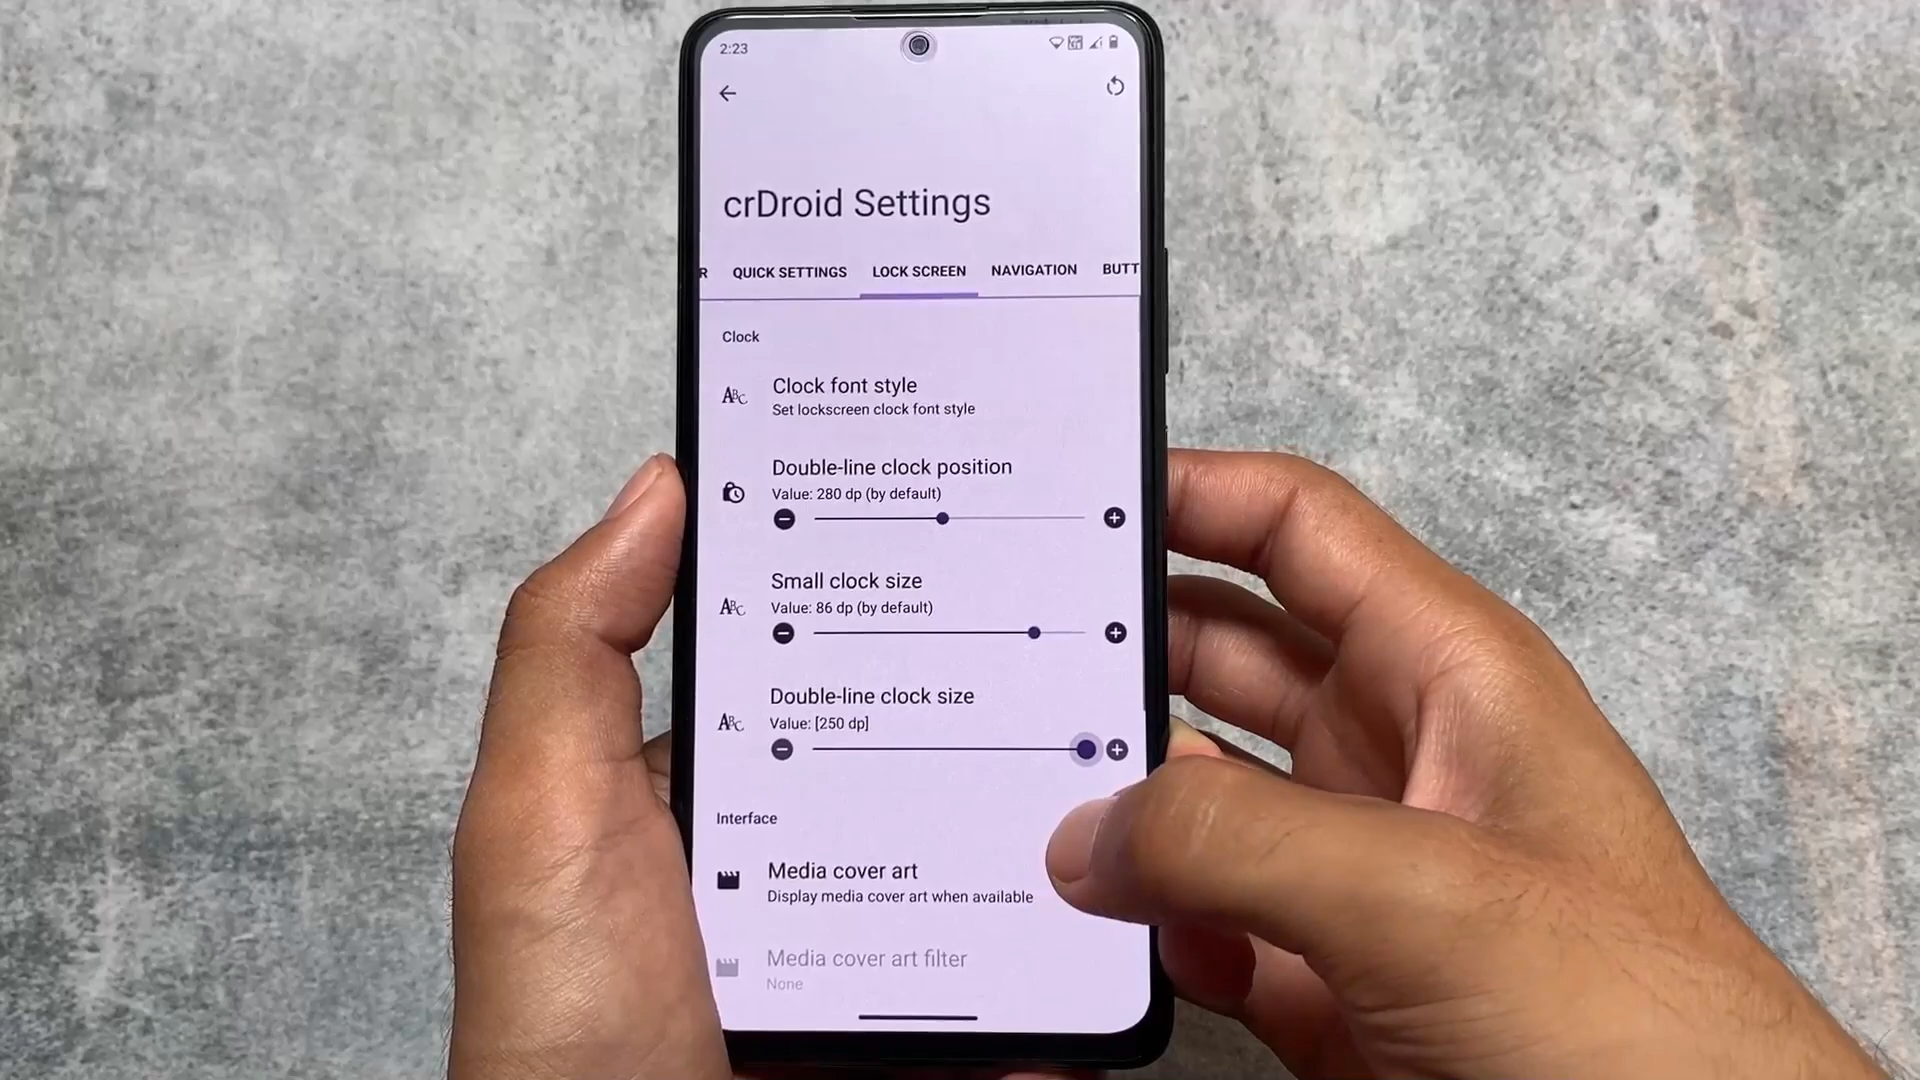 2:23
crDroid Settings
R QUICK SETTINGS LOCK SCREEN NAVIGATION BUTT
Clock
ABC Clock font style
Set lockscreen clock font style
Double-line clock position
Value: 280 dp (by default)
Small clock size
ABC Value: 86 dp (by default)
Double-line clock size
ABC Value: [250 dp]
Interface
Media cover art
Display media cover art when available
Media cover art filter
None